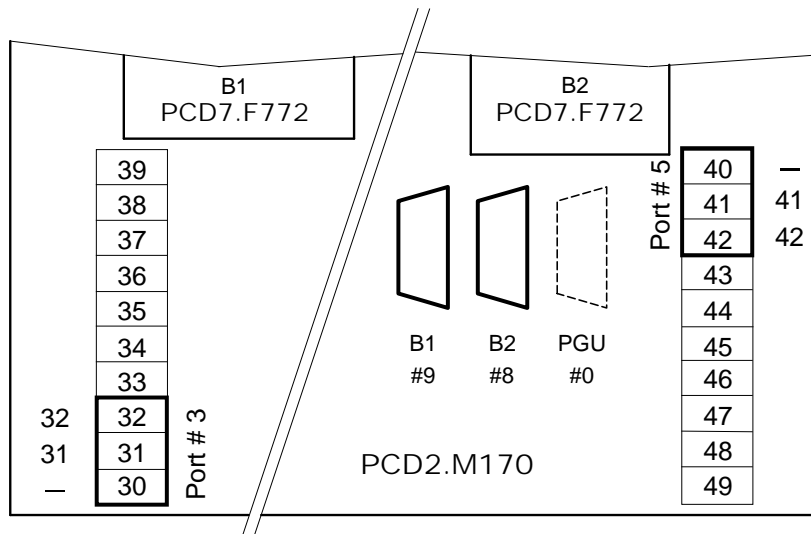 B1
PCD7.F772
B2
PCD7.F772
39
38
37
36
35
34
33
32 32
31 31
— 30
Port # 3
B1
#9
B2
#8
PGU
#0
PCD2.M170
Port # 5
40 —
41 41
42 42
43
44
45
46
47
48
49